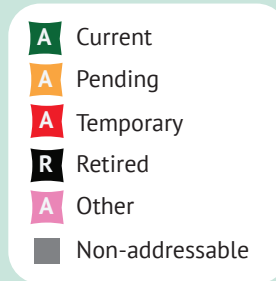 A Current
A Pending
A Temporary
R Retired
A Other
Non-addressable